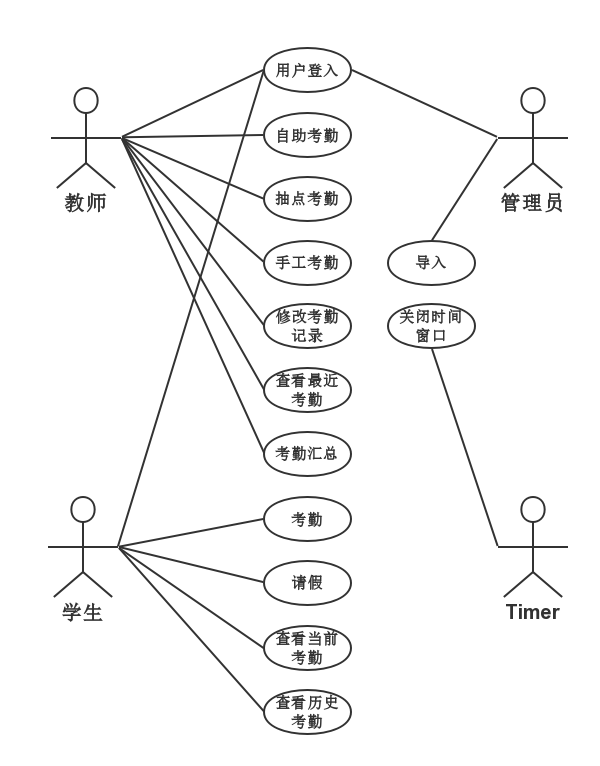 用户登入
自助考勤
教师
抽点考勤
管理员
手工考勤
导入
修改考勤
记录
关闭时间
窗口
查看最近
考勤
考勤汇总
考勤
请假
学生
Timer
查看当前
考勤
查看历史
考勤